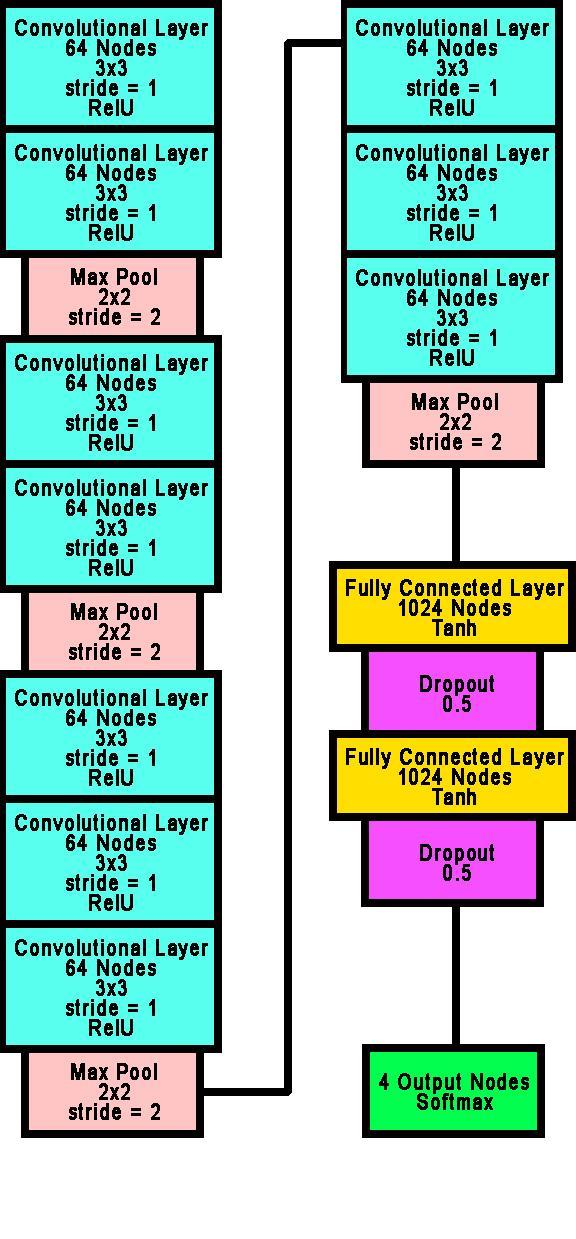 Convolutional Layer
64 Nodes
3x3
stride = 1
RelU
Convolutional Layer
64 Nodes
3x3
stride = 1
RelU
Max Pool
2x2
stride = 2
Convolutional Layer
64 Nodes
3x3
stride = 1
RelU
Convolutional Layer
64 Nodes
3x3
stride = 1
RelU
Max Pool
2x2
stride = 2
Convolutional Layer
64 Nodes
3x3
stride = 1
RelU
Convolutional Layer
64 Nodes
3x3
stride = 1
RelU
Convolutional Layer
64 Nodes
3x3
stride = 1
RelU
Max Pool
2x2
stride = 2
Convolutional Layer
64 Nodes
3x3
stride = 1
RelU
Convolutional Layer
64 Nodes
3x3
stride = 1
RelU
Convolutional Layer
64 Nodes
3x3
stride = 1
RelU
Max Pool
2x2
stride = 2
Fully Connected Layer
1024 Nodes
Tanh
Dropout
0.5
Fully Connected Layer
1024 Nodes
Tanh
Dropout
0.5
4 Output Nodes
Softmax